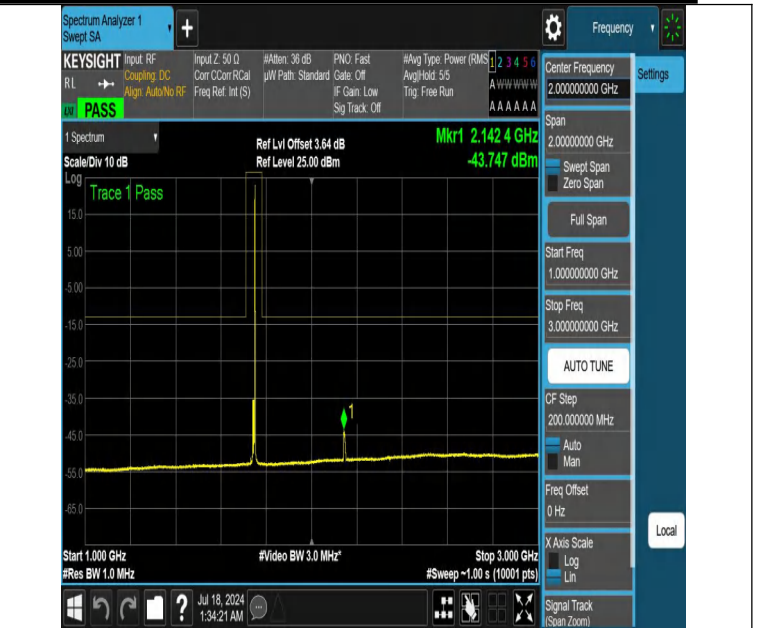 Spectrum Analyzer 1
Swept SA
+
Frequency
KEYSIGHT
RL
PASS
Input: RF
Coupling: DC
Align: Auto/No RF
Input Z: 50 Ω
Corr CCorr RCal
Freq Ref: Int (S)
#Atten: 36 dB
µW Path: Standard
PNO: Fast
Gate: Off
IF Gain: Low
Sig Track: Off
#Avg Type: Power (RMS
Avg|Hold: 5/5
Trig: Free Run
1 2 3 4 5 6
A W W W W W
A A A A A A
1 Spectrum
Scale/Div 10 dB
Ref Lvl Offset 3.64 dB
Ref Level 25.00 dBm
Mkr1 2.142 4 GHz
-43.747 dBm
Log
Trace 1 Pass
15.0
5.00
-5.00
-15.0
-25.0
-35.0
-45.0
-55.0
-65.0
1
Start 1.000 GHz
#Res BW 1.0 MHz
#Video BW 3.0 MHz*
Stop 3.000 GHz
#Sweep ~1.00 s (10001 pts)
Jul 18, 2024
1:34:21 AM
Center Frequency
2.000000000 GHz
Span
2.00000000 GHz
Swept Span
Zero Span
Full Span
Start Freq
1.000000000 GHz
Stop Freq
3.000000000 GHz
AUTO TUNE
CF Step
200.000000 MHz
Auto
Man
Freq Offset
0 Hz
X Axis Scale
Log
Lin
Signal Track
(Span Zoom)
Settings
Local